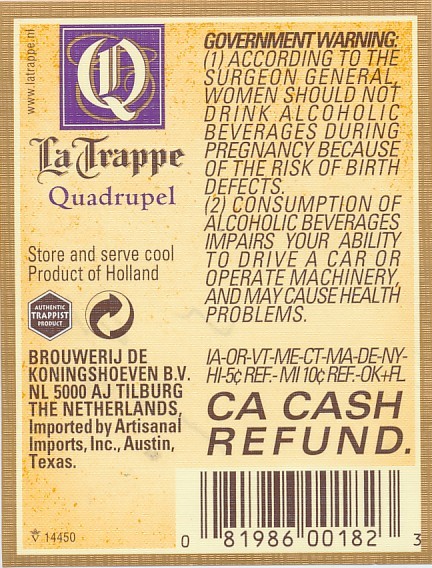 www.latrappe.nl
Q
La Trappe
Quadrupel
Store and serve cool
Product of Holland
AUTHENTIC
TRAPPIST
PRODUCT
BROUWERIJ DE
KONINGSHOEVEN B.V.
NL 5000 AJ TILBURG
THE NETHERLANDS,
Imported by Artisanal
Imports, Inc., Austin,
Texas.
14450
GOVERNMENT WARNING:
(1) ACCORDING TO THE
SURGEON GENERAL,
WOMEN SHOULD NOT
DRINK ALCOHOLIC
BEVERAGES DURING
PREGNANCY BECAUSE
OF THE RISK OF BIRTH
DEFECTS.
(2) CONSUMPTION OF
ALCOHOLIC BEVERAGES
IMPAIRS YOUR ABILITY
TO DRIVE A CAR OR
OPERATE MACHINERY,
AND MAY CAUSE HEALTH
PROBLEMS.
IA-OR-VT-ME-CT-MA-DE-NY-
HI-5¢ REF.- MI 10¢ REF.-OK+FL
CA CASH
REFUND.
0 81986 00182 3